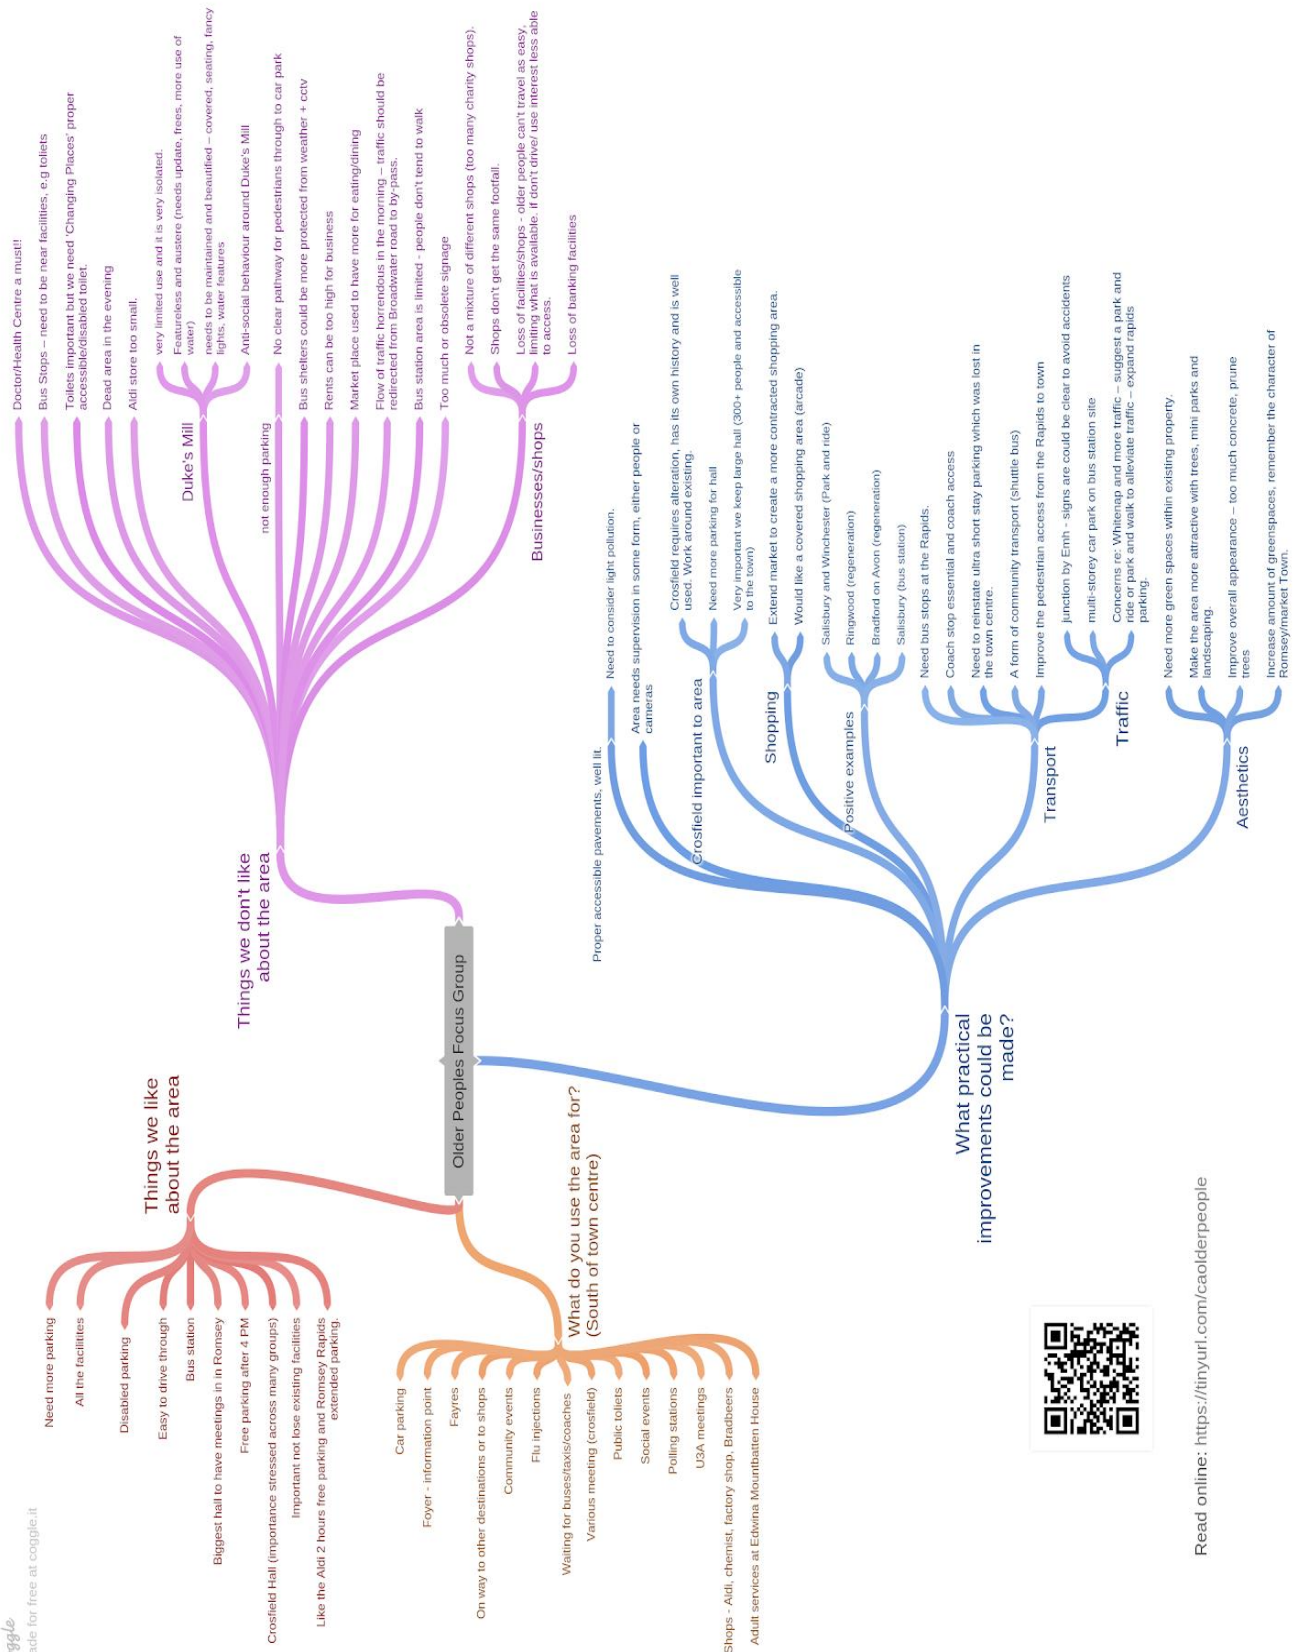 Older Peoples Focus Group
Things we like
about the area
Need more parking
All the facilitites
Disabled parking
Easy to drive through
Bus station
Biggest hall to have meetings in in Romsey
Free parking after 4 PM
Crosfield Hall (importance stressed across many groups)
Important not lose existing facilities
Like the Aldi 2 hours free parking and Romsey Rapids
extended parking.
What do you use the area for?
(South of town centre)
Car parking
Foyer - information point
Fayres
On way to other destinations or to shops
Community events
Flu injections
Waiting for buses/taxis/coaches
Various meeting (crosfield)
Public toliets
Social events
Polling stations
U3A meetings
Shops - Aldi, chemist, factory shop, Bradbeers
Adult services at Edwina Mountbatten House
Things we don't like
about the area
Doctor/Health Centre a must!!
Bus Stops – need to be near facilities, e.g toliets
Toilets important but we need 'Changing Places' proper
accessible/disabled toilet.
Dead area in the evening
Aldi store too small.
Duke's Mill
very limited use and it is very isolated.
Featureless and austere (needs update, frees, more use of
water)
needs to be maintained and beautified – covered, seating, fancy
lights, water features
Anti-social behaviour around Duke's Mill
not enough parking
No clear pathway for pedestrians through to car park
Bus shelters could be more protected from weather + cctv
Rents can be too high for business
Market place used to have more for eating/dining
Flow of traffic horrendous in the morning – traffic should be
redirected from Broadwater road to by-pass.
Bus station area is limited - people don't tend to walk
Too much or obsolete signage
Businesses/shops
Not a mixture of different shops (too many charity shops).
Shops don't get the same footfall.
Loss of facilities/shops - older people can't travel as easy,
limiting what is available. if don't drive/ use interest less able
to access.
Loss of banking facilities
What practical
improvements could be
made?
Proper accessible pavements, well lit.
Need to consider light pollution.
Area needs supervision in some form, either people or
cameras
Crosfield important to area
Crosfield requires alteration, has its own history and is well
used. Work around existing.
Need more parking for hall
Very important we keep large hall (300+ people and accessible
to the town)
Shopping
Extend market to create a more contracted shopping area.
Would like a covered shopping area (arcade)
Positive examples
Salisbury and Winchester (Park and ride)
Ringwood (regeneration)
Bradford on Avon (regeneration)
Salisbury (bus station)
Transport
Need bus stops at the Rapids.
Coach stop essential and coach access
Need to reinstate ultra short stay parking which was lost in
the town centre.
A form of community transport (shuttle bus)
Improve the pedestrian access from the Rapids to town
Traffic
junction by Emh - signs are could be clear to avoid accidents
multi-storey car park on bus station site
Concerns re: Whitenap and more traffic – suggest a park and
ride or park and walk to alleviate traffic – expand rapids
parking.
Aesthetics
Need more green spaces within existing property.
Make the area more attractive with trees, mini parks and
landscaping.
Improve overall appearance – too much concrete, prune
trees
Increase amount of greenspaces, remember the character of
Romsey/market Town.
Read online: https://tinyurl.com/caolderpeople
ade for free at coggle.it